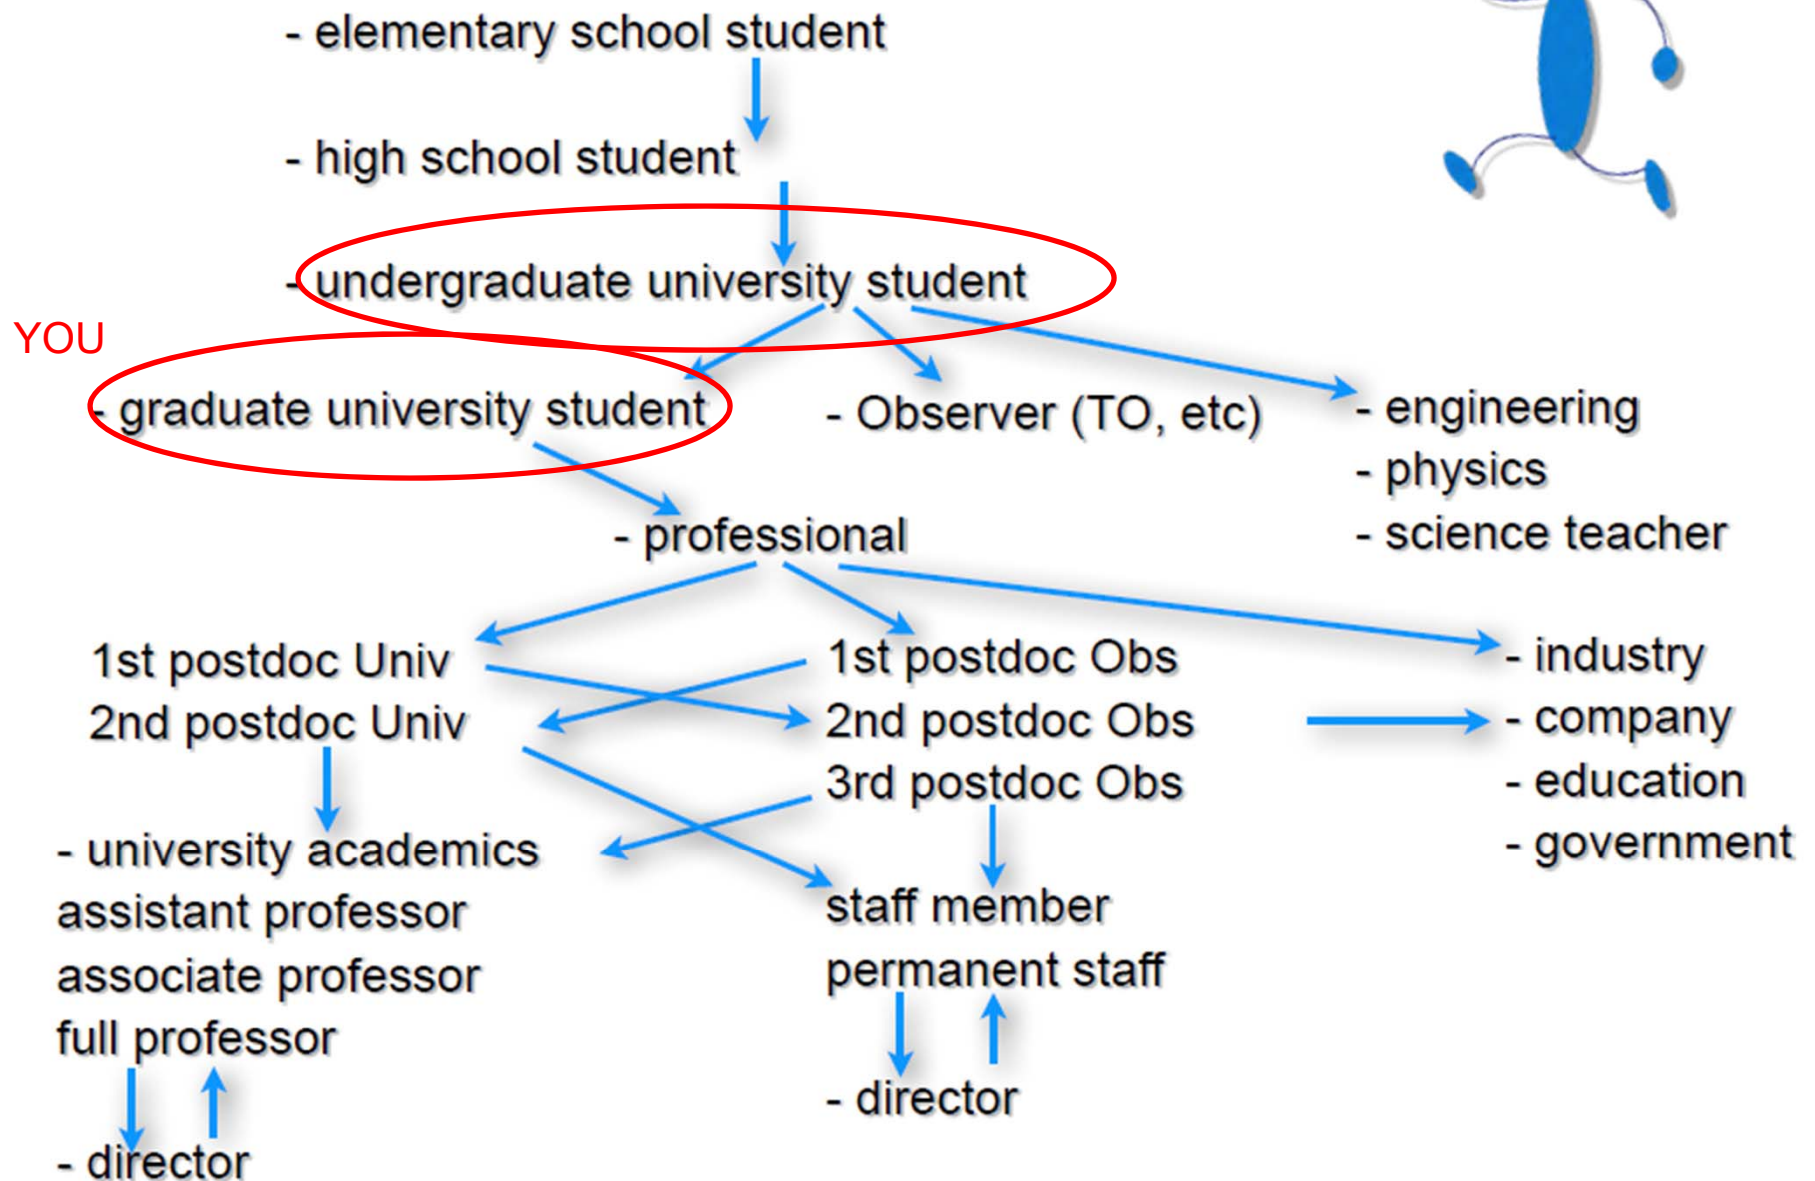 - elementary school student
- high school student
- undergraduate university student
YOU
- graduate university student
- Observer (TO, etc)
- engineering
- physics
- science teacher
- professional
1st postdoc Univ
2nd postdoc Univ
1st postdoc Obs
2nd postdoc Obs
3rd postdoc Obs
- industry
- company
- education
- government
- university academics
assistant professor
associate professor
full professor
- director
staff member
permanent staff
- director